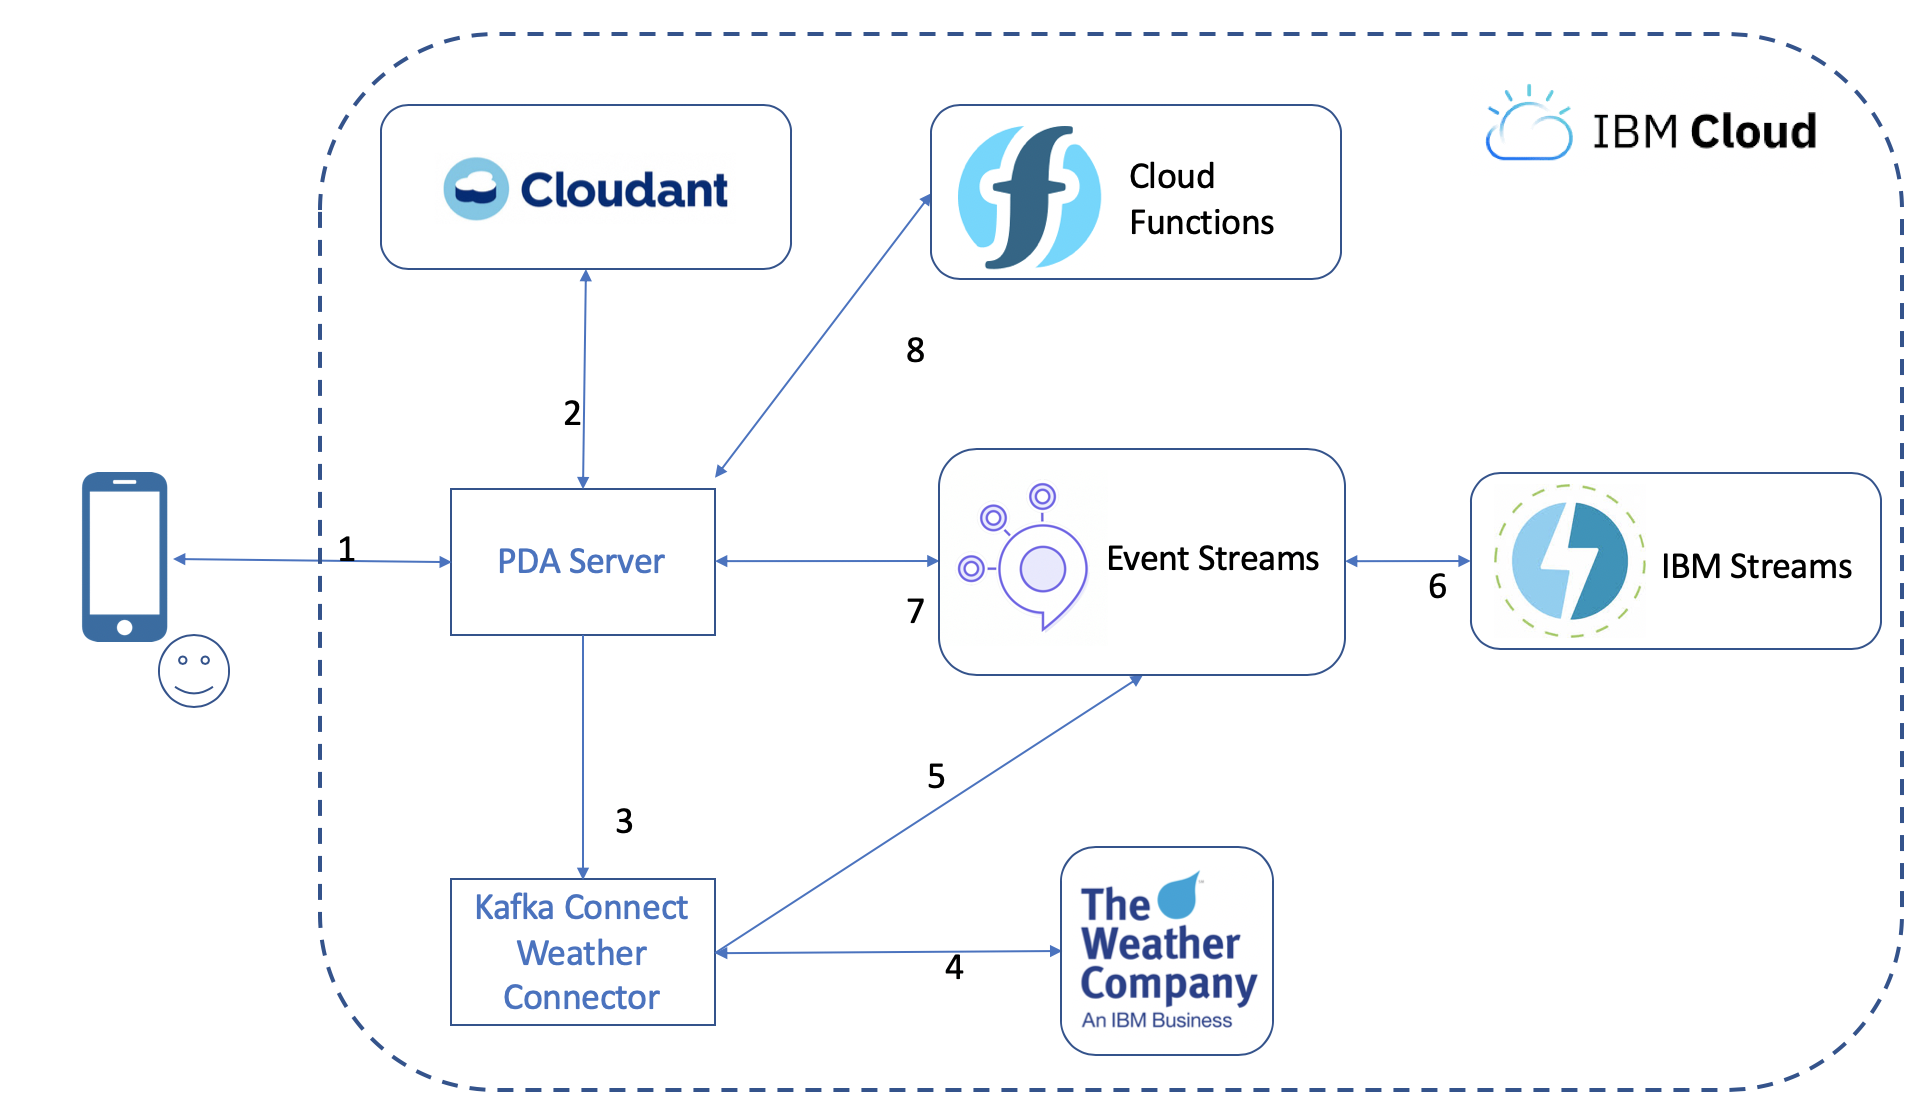 IBM Cloud
Cloudant
Cloud
Functions
8
2
1
PDA Server
7
Event Streams
6
IBM Streams
5
3
Kafka Connect
Weather
Connector
4
The
Weather
Company
An IBM Business